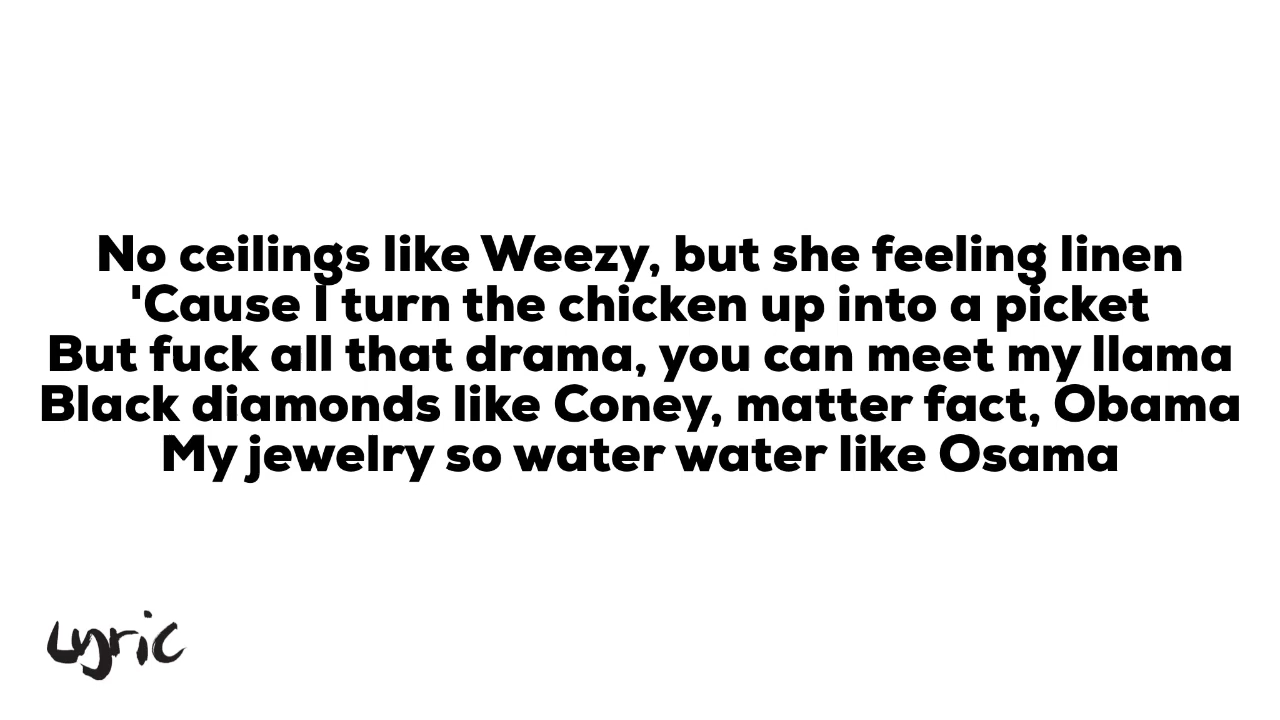 No ceilings like Weezy, but she feeling linen
'Cause I turn the chicken up into a picket
But fuck all that drama, you can meet my llama
Black diamonds like Coney, matter fact, Obama
My jewelry so water water like Osama
Lyric